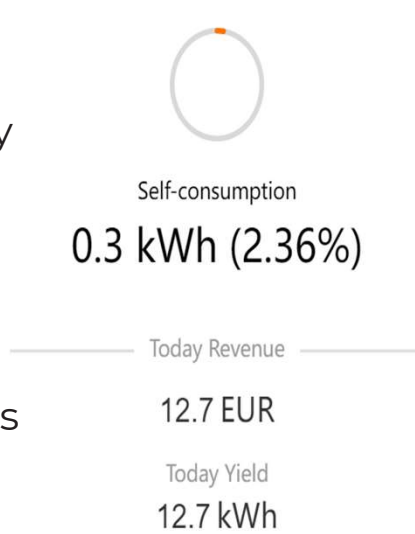 y
Self-consumption
0.3 kWh (2.36%)
Today Revenue
s
12.7 EUR
Today Yield
12.7 kWh